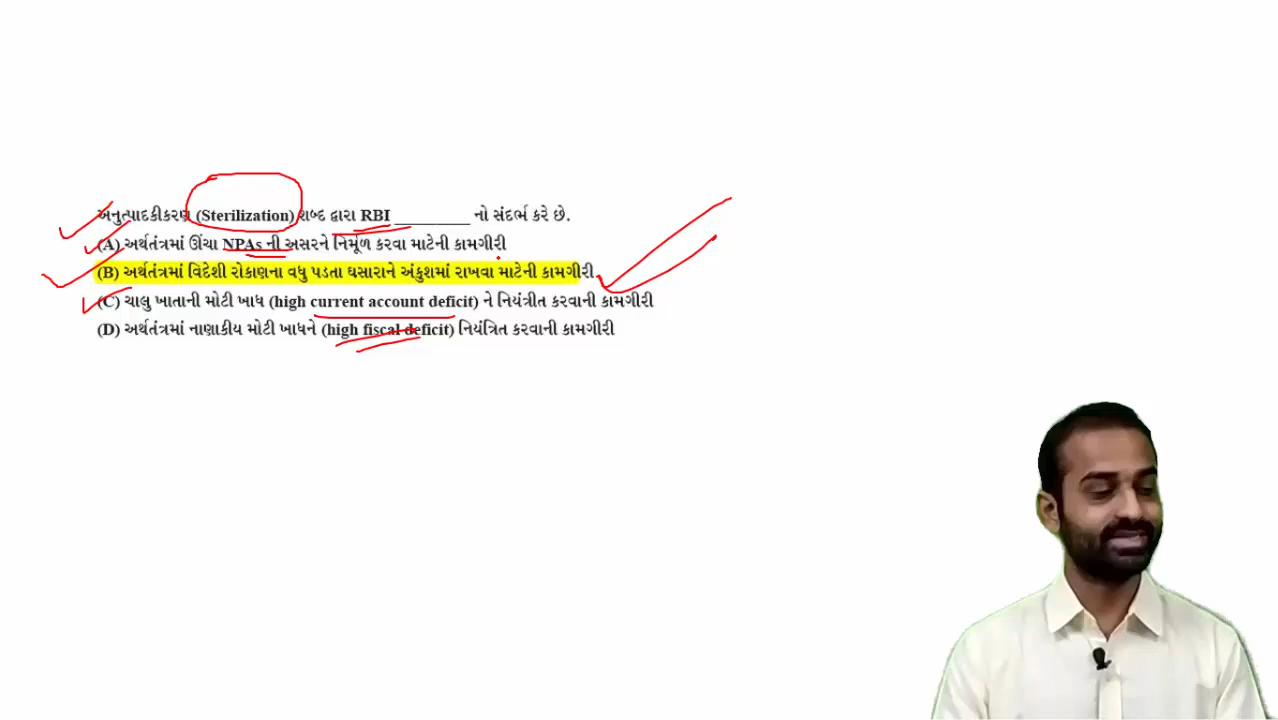 અનુત્પાદકીકરણ (Sterilization) શબ્દ દ્વારા RBI _________ નો સંદર્ભ કરે છે.
(A) અર્થતંત્રમાં ઊંચા NPAs ની અસરને નિર્મૂળ કરવા માટેની કામગીરી
(B) અર્થતંત્રમાં વિદેશી રોકાણના વધુ પડતા ઘસારાને અંકુશમાં રાખવા માટેની કામગીરી.
(C) ચાલુ ખાતાની મોટી ખાધ (high current account deficit) ને નિયંત્રીત કરવાની કામગીરી
(D) અર્થતંત્રમાં નાણાકીય મોટી ખાધને (high fiscal deficit) નિયંત્રિત કરવાની કામગીરી